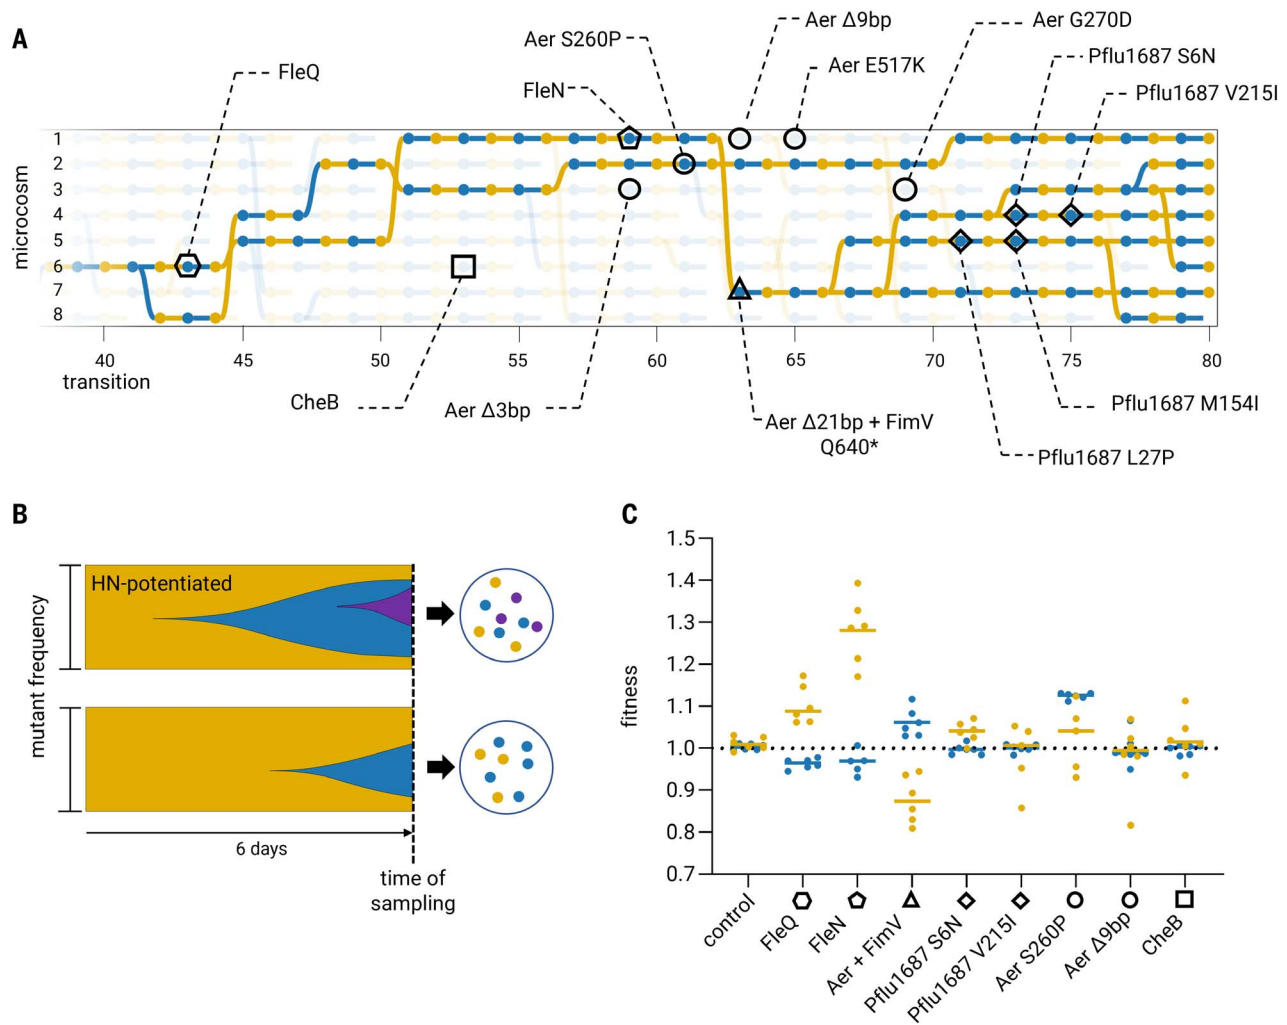 A
Aer Δ9bp
Aer G270D
Aer S260P
Pflu1687 S6N
FleQ
Aer E517K
FleN
Pflu1687 V215I
microcosm
1
2
3
4
5
6
7
8
40 45 50 55 60 65 70 75 80
transition
CheB
Aer Δ3bp
Aer Δ21bp + FimV
Q640*
Pflu1687 M154I
Pflu1687 L27P
B
mutant frequency
HN-potentiated
6 days
time of
sampling
C
fitness
1.5
1.4
1.3
1.2
1.1
1.0
0.9
0.8
0.7
control
FleQ
FleN
Aer + FimV
Pflu1687 S6N
Pflu1687 V215I
Aer S260P
Aer Δ9bp
CheB